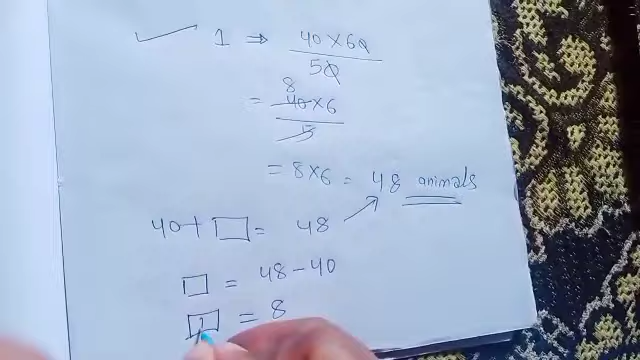 ✓ 1 ⇒ 40×60
50
8
= 40×6
5
= 8×6 = 48 animals
40+□ = 48
□ = 48-40
□ = 8